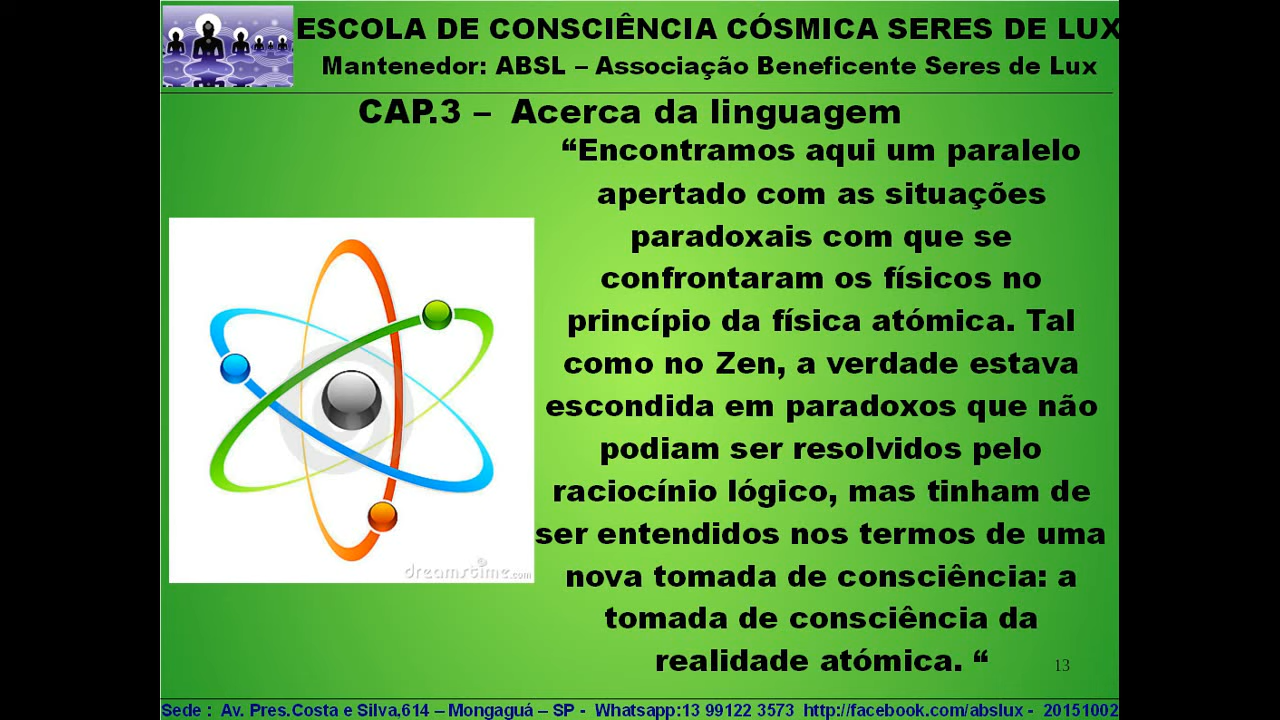 ESCOLA DE CONSCIÊNCIA CÓSMICA SERES DE LUX
Mantenedor: ABSL – Associação Beneficente Seres de Lux
CAP.3 – Acerca da linguagem
“Encontramos aqui um paralelo
apertado com as situações
paradoxais com que se
confrontaram os físicos no
princípio da física atómica. Tal
como no Zen, a verdade estava
escondida em paradoxos que não
podiam ser resolvidos pelo
raciocínio lógico, mas tinham de
ser entendidos nos termos de uma
nova tomada de consciência: a
tomada de consciência da
realidade atómica. “
dreamstime.com
13
Sede : Av. Pres.Costa e Silva,614 – Mongaguá – SP - Whatsapp:13 99122 3573 http://facebook.com/abslux - 20151002